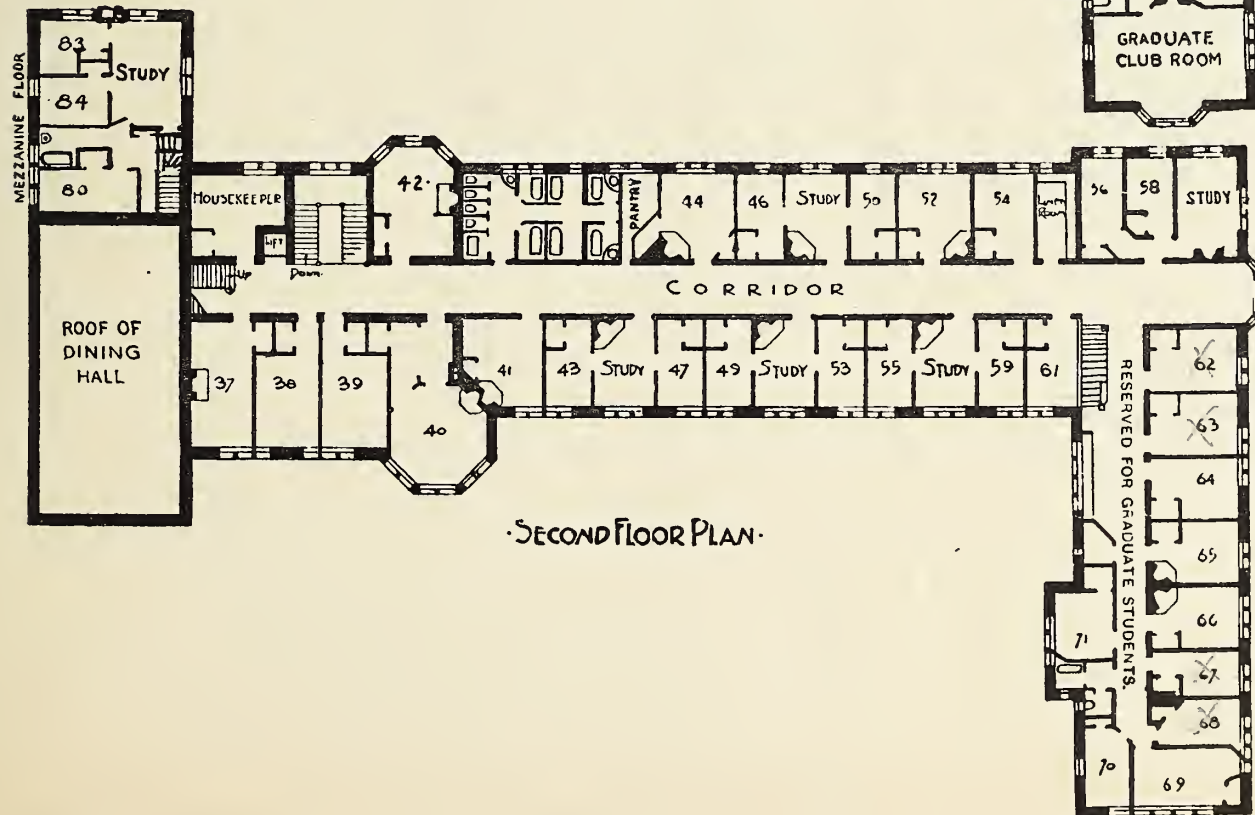 MEZZANINE FLOOR
83
STUDY
84
80
GRADUATE
CLUB ROOM
HOUSEKEEPER
LIFT
Up
Down
42
PANTRY
44
46
STUDY
50
52
54
56
58
STUDY
CORRIDOR
ROOF OF
DINING
HALL
37
38
39
40
41
43
STUDY
47
49
STUDY
53
55
STUDY
59
61
RESERVED FOR GRADUATE STUDENTS.
62
63
64
65
66
67
68
69
70
71
·SECOND FLOOR PLAN·